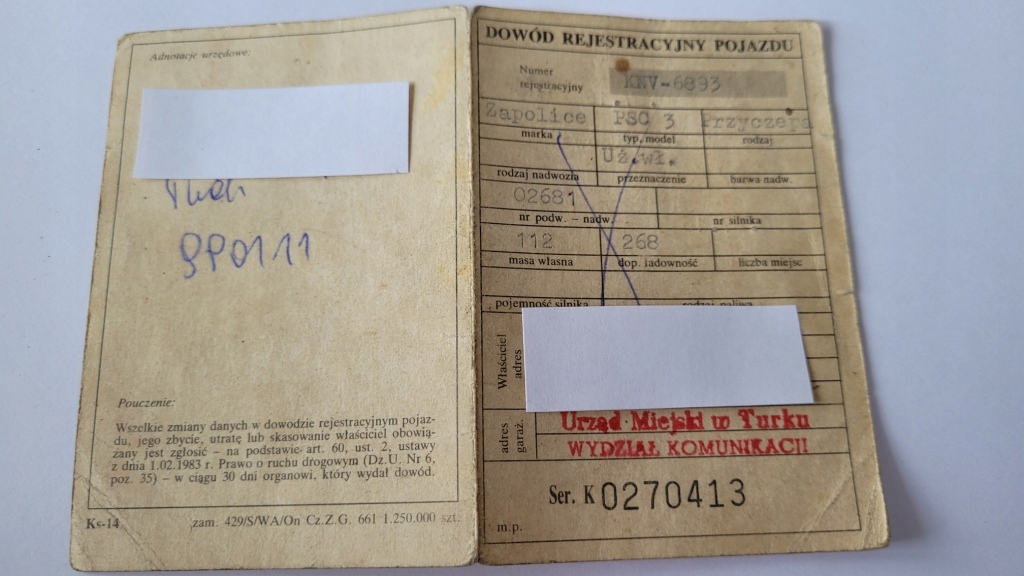 Adnotacje urzędowe:
9P0111
Pouczenie:
Wszelkie zmiany danych w dowodzie rejestracyjnym pojaz-
du, jego zbycie, utratę lub skasowanie właściciel obowią-
zany jest zgłosić – na podstawie art. 60, ust. 2, ustawy
z dnia 1.02.1983 r. Prawo o ruchu drogowym (Dz.U. Nr 6,
poz. 35) – w ciągu 30 dni organowi, który wydał dowód.
Ks-14 zam. 429/S/WA/On Cz.Z.G. 661 1.250.000 szt.
DOWÓD REJESTRACYJNY POJAZDU
Numer
rejestracyjny KNV-6893
Zapolice PSC 3 Przyczepa
marka typ, model rodzaj
Uż.wł.
rodzaj nadwozia przeznaczenie barwa nadw.
02681
nr podw. – nadw. nr silnika
112 268
masa własna dop. ładowność liczba miejsc
pojemność silnika rodzaj paliwa
Właściciel
adres
adres
garaż.
Urząd Miejski w Turku
WYDZIAŁ KOMUNIKACJI
Ser. K 0270413
m.p.